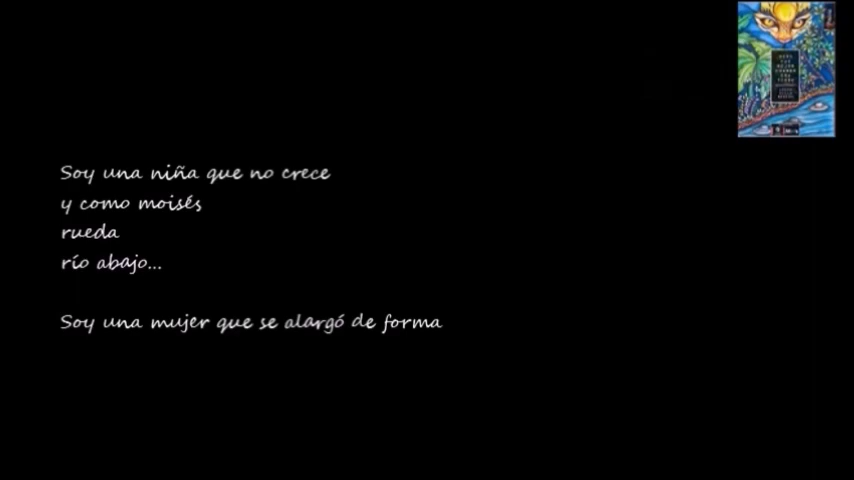 Soy una niña que no crece
y como moisés
rueda
río abajo...
Soy una mujer que se alargó de forma